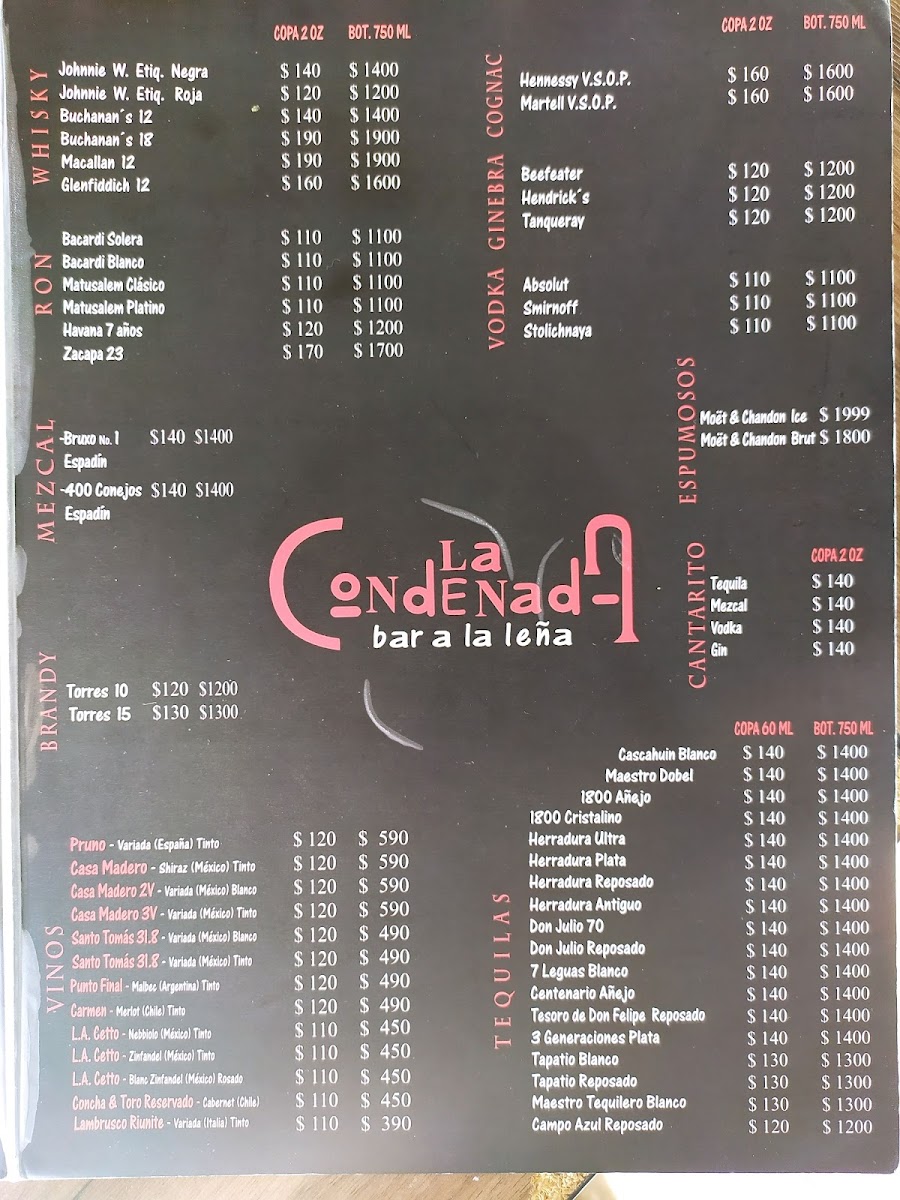 COPA 2 OZ BOT. 750 ML
WHISKY
Johnnie W. Etiq. Negra $ 140 $ 1400
Johnnie W. Etiq. Roja $ 120 $ 1200
Buchanan´s 12 $ 140 $ 1400
Buchanan´s 18 $ 190 $ 1900
Macallan 12 $ 190 $ 1900
Glenfiddich 12 $ 160 $ 1600
RON
Bacardi Solera $ 110 $ 1100
Bacardi Blanco $ 110 $ 1100
Matusalem Clásico $ 110 $ 1100
Matusalem Platino $ 110 $ 1100
Havana 7 años $ 120 $ 1200
Zacapa 23 $ 170 $ 1700
MEZCAL
-Bruxo No. 1 $140 $1400
Espadín
-400 Conejos $140 $1400
Espadín
BRANDY
Torres 10 $120 $1200
Torres 15 $130 $1300
VINOS
Pruno - Variada (España) Tinto $ 120 $ 590
Casa Madero - Shiraz (México) Tinto $ 120 $ 590
Casa Madero 2V - Variada (México) Blanco $ 120 $ 590
Casa Madero 3V - Variada (México) Tinto $ 120 $ 590
Santo Tomás 31.8 - Variada (México) Blanco $ 120 $ 490
Santo Tomás 31.8 - Variada (México) Tinto $ 120 $ 490
Punto Final - Malbec (Argentina) Tinto $ 120 $ 490
Carmen - Merlot (Chile) Tinto $ 120 $ 490
L.A. Cetto - Nebbiolo (México) Tinto $ 110 $ 450
L.A. Cetto - Zinfandel (México) Tinto $ 110 $ 450
L.A. Cetto - Blanc Zinfandel (México) Rosado $ 110 $ 450
Concha & Toro Reservado - Cabernet (Chile) $ 110 $ 450
Lambrusco Riunite - Variada (Italia) Tinto $ 110 $ 390
La
Condenada
bar a la leña
COPA 2 OZ BOT. 750 ML
COGNAC
Hennessy V.S.O.P. $ 160 $ 1600
Martell V.S.O.P. $ 160 $ 1600
GINEBRA
Beefeater $ 120 $ 1200
Hendrick´s $ 120 $ 1200
Tanqueray $ 120 $ 1200
VODKA
Absolut $ 110 $ 1100
Smirnoff $ 110 $ 1100
Stolichnaya $ 110 $ 1100
ESPUMOSOS
Moët & Chandon Ice $ 1999
Moët & Chandon Brut $ 1800
CANTARITO
COPA 2 OZ
Tequila $ 140
Mezcal $ 140
Vodka $ 140
Gin $ 140
TEQUILAS
COPA 60 ML BOT. 750 ML
Cascahuin Blanco $ 140 $ 1400
Maestro Dobel $ 140 $ 1400
1800 Añejo $ 140 $ 1400
1800 Cristalino $ 140 $ 1400
Herradura Ultra $ 140 $ 1400
Herradura Plata $ 140 $ 1400
Herradura Reposado $ 140 $ 1400
Herradura Antiguo $ 140 $ 1400
Don Julio 70 $ 140 $ 1400
Don Julio Reposado $ 140 $ 1400
7 Leguas Blanco $ 140 $ 1400
Centenario Añejo $ 140 $ 1400
Tesoro de Don Felipe Reposado $ 140 $ 1400
3 Generaciones Plata $ 140 $ 1400
Tapatio Blanco $ 130 $ 1300
Tapatio Reposado $ 130 $ 1300
Maestro Tequilero Blanco $ 130 $ 1300
Campo Azul Reposado $ 120 $ 1200